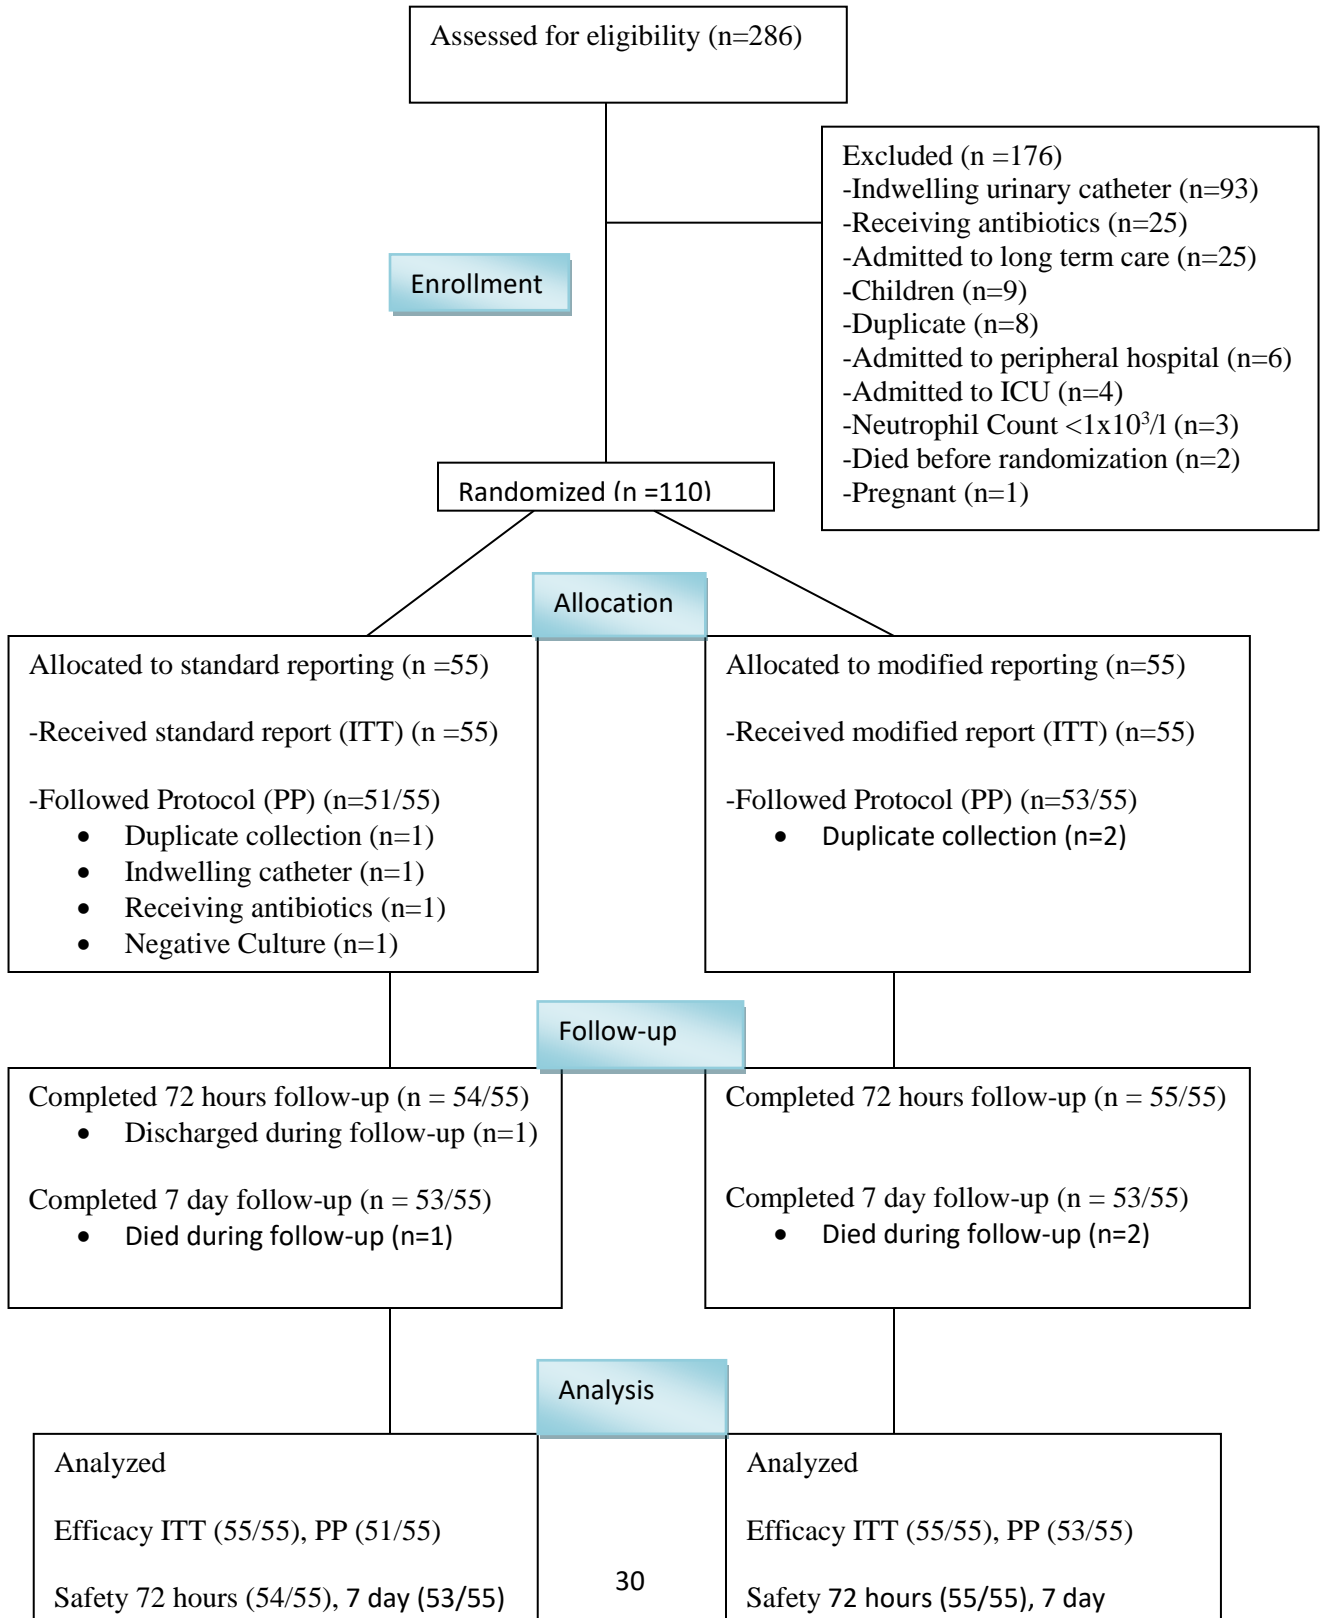 Assessed for eligibility (n=286)
Excluded (n =176)
-Indwelling urinary catheter (n=93)
-Receiving antibiotics (n=25)
-Admitted to long term care (n=25)
-Children (n=9)
-Duplicate (n=8)
-Admitted to peripheral hospital (n=6)
-Admitted to ICU (n=4)
-Neutrophil Count <1x10³/l (n=3)
-Died before randomization (n=2)
-Pregnant (n=1)
Enrollment
Randomized (n =110)
Allocation
Allocated to standard reporting (n =55)
-Received standard report (ITT) (n =55)
-Followed Protocol (PP) (n=51/55)
• Duplicate collection (n=1)
• Indwelling catheter (n=1)
• Receiving antibiotics (n=1)
• Negative Culture (n=1)
Allocated to modified reporting (n=55)
-Received modified report (ITT) (n=55)
-Followed Protocol (PP) (n=53/55)
• Duplicate collection (n=2)
Follow-up
Completed 72 hours follow-up (n = 54/55)
• Discharged during follow-up (n=1)
Completed 7 day follow-up (n = 53/55)
• Died during follow-up (n=1)
Completed 72 hours follow-up (n = 55/55)
Completed 7 day follow-up (n = 53/55)
• Died during follow-up (n=2)
Analysis
Analyzed
Efficacy ITT (55/55), PP (51/55)
Safety 72 hours (54/55), 7 day (53/55)
30
Analyzed
Efficacy ITT (55/55), PP (53/55)
Safety 72 hours (55/55), 7 day